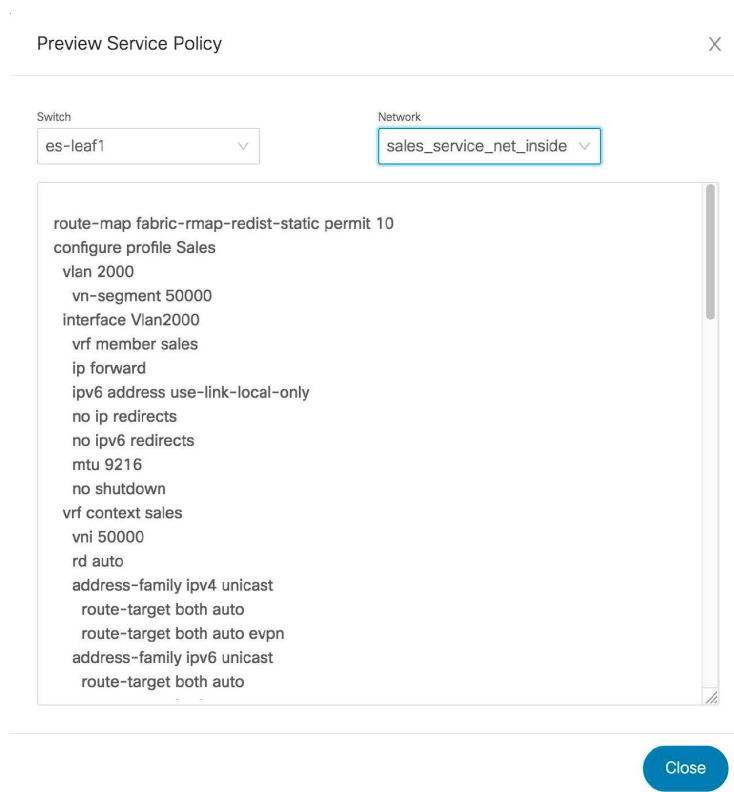 Preview Service Policy
X
Switch
Network
es-leaf1
sales_service_net_inside
route-map fabric-rmap-redist-static permit 10
configure profile Sales
vlan 2000
vn-segment 50000
interface Vlan2000
vrf member sales
ip forward
ipv6 address use-link-local-only
no ip redirects
no ipv6 redirects
mtu 9216
no shutdown
vrf context sales
vni 50000
rd auto
address-family ipv4 unicast
route-target both auto
route-target both auto evpn
address-family ipv6 unicast
route-target both auto
Close